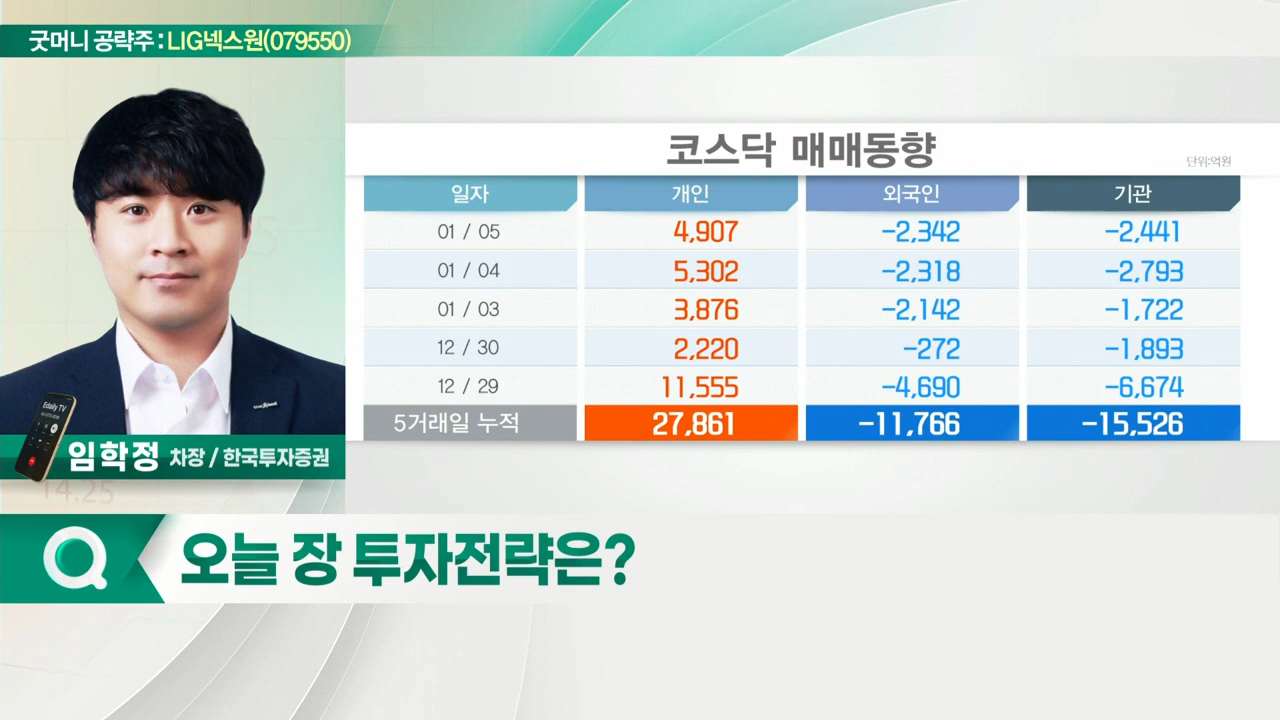 굿머니 공략주 : LIG넥스원(079550)
코스닥 매매동향
단위:억원
일자 개인 외국인 기관
01 / 05 4,907 -2,342 -2,441
01 / 04 5,302 -2,318 -2,793
01 / 03 3,876 -2,142 -1,722
12 / 30 2,220 -272 -1,893
12 / 29 11,555 -4,690 -6,674
5거래일 누적 27,861 -11,766 -15,526
Edaily TV
임학정 차장 / 한국투자증권
14.25
Q 오늘 장 투자전략은?